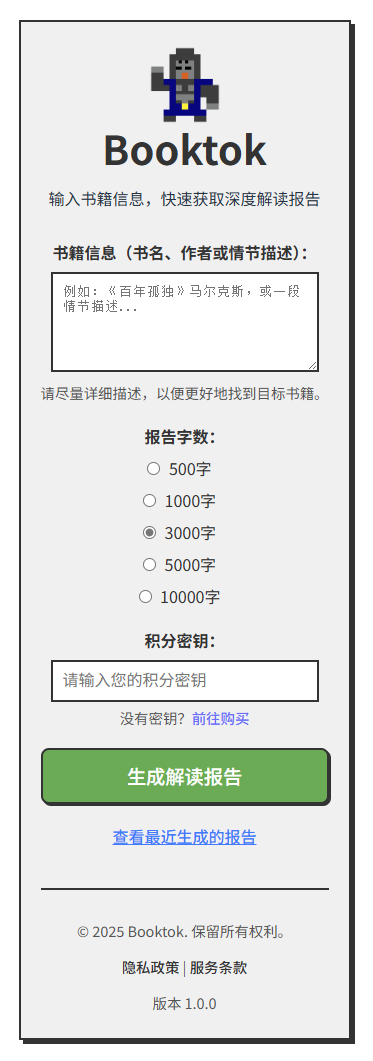 Booktok
输入书籍信息，快速获取深度解读报告
书籍信息（书名、作者或情节描述）：
例如：《百年孤独》马尔克斯，或一段
情节描述...
请尽量详细描述，以便更好地找到目标书籍。
报告字数：
500字
1000字
3000字
5000字
10000字
积分密钥：
请输入您的积分密钥
没有密钥？前往购买
生成解读报告
查看最近生成的报告
© 2025 Booktok. 保留所有权利。
隐私政策 | 服务条款
版本 1.0.0